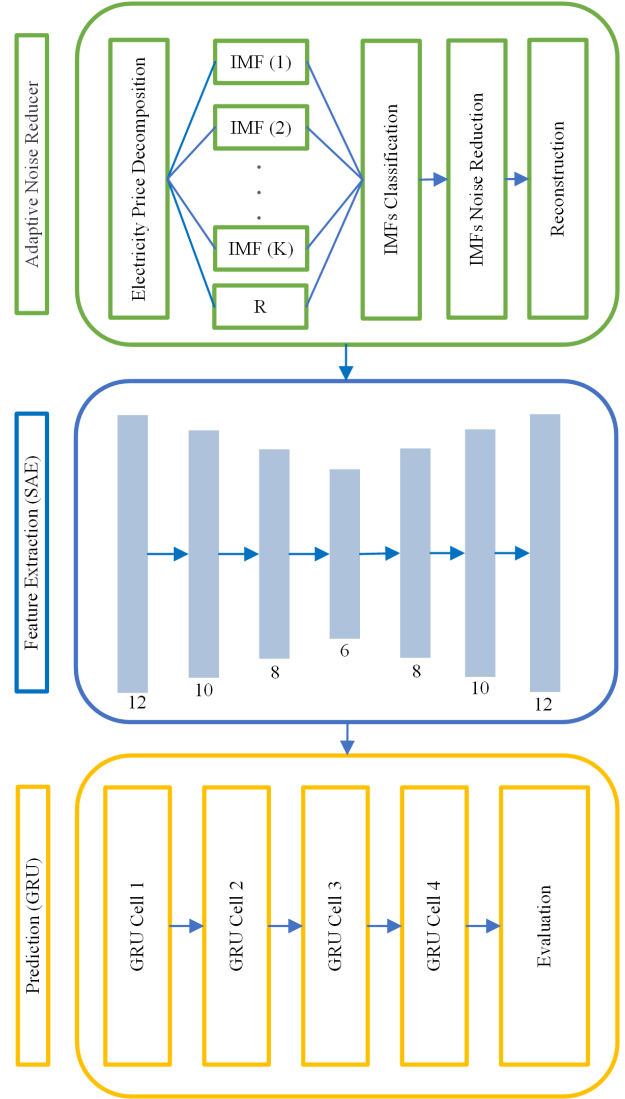 Adaptive Noise Reducer
Electricity Price Decomposition
IMF (1)
IMF (2)
.
.
.
IMF (K)
R
IMFs Classification
IMFs Noise Reduction
Reconstruction
Feature Extraction (SAE)
12
10
8
6
8
10
12
Prediction (GRU)
GRU Cell 1
GRU Cell 2
GRU Cell 3
GRU Cell 4
Evaluation